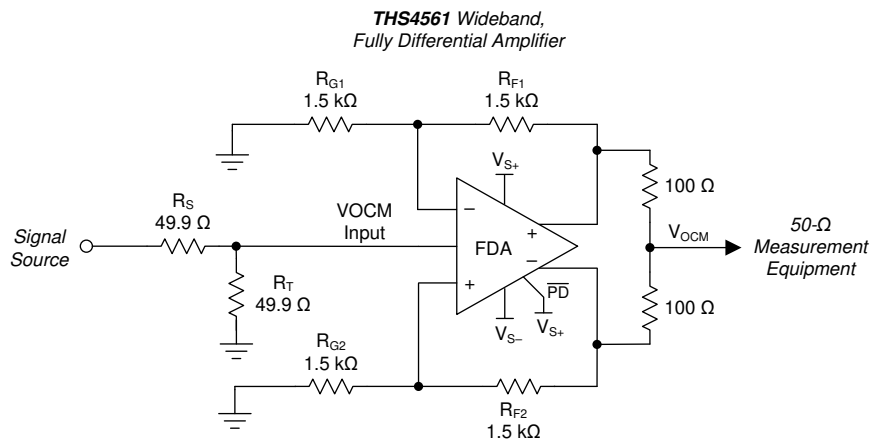 THS4561 Wideband,
Fully Differential Amplifier
RG1
1.5 kΩ
RF1
1.5 kΩ
VS+
100 Ω
RS
49.9 Ω
VOCM
Input
Signal
Source
−
+
FDA
+
−
VOCM
50-Ω
Measurement
Equipment
RT
49.9 Ω
PD
VS−
VS+
100 Ω
RG2
1.5 kΩ
RF2
1.5 kΩ